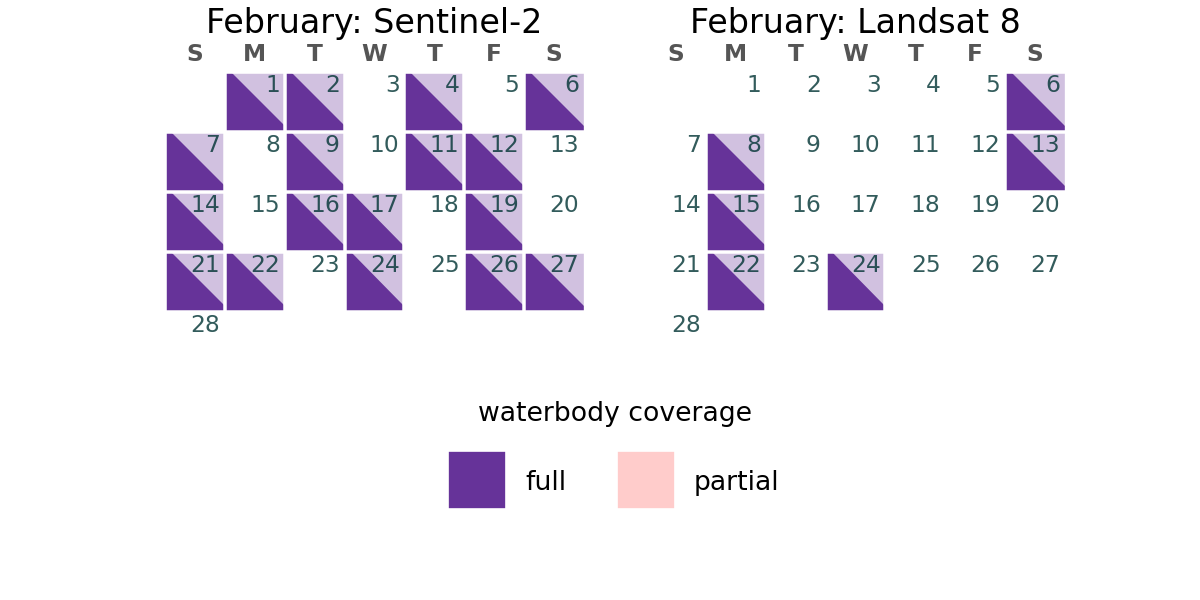 February: Sentinel-2
S M T W T F S
1 2 3 4 5 6
7 8 9 10 11 12 13
14 15 16 17 18 19 20
21 22 23 24 25 26 27
28
February: Landsat 8
S M T W T F S
1 2 3 4 5 6
7 8 9 10 11 12 13
14 15 16 17 18 19 20
21 22 23 24 25 26 27
28
waterbody coverage
full partial